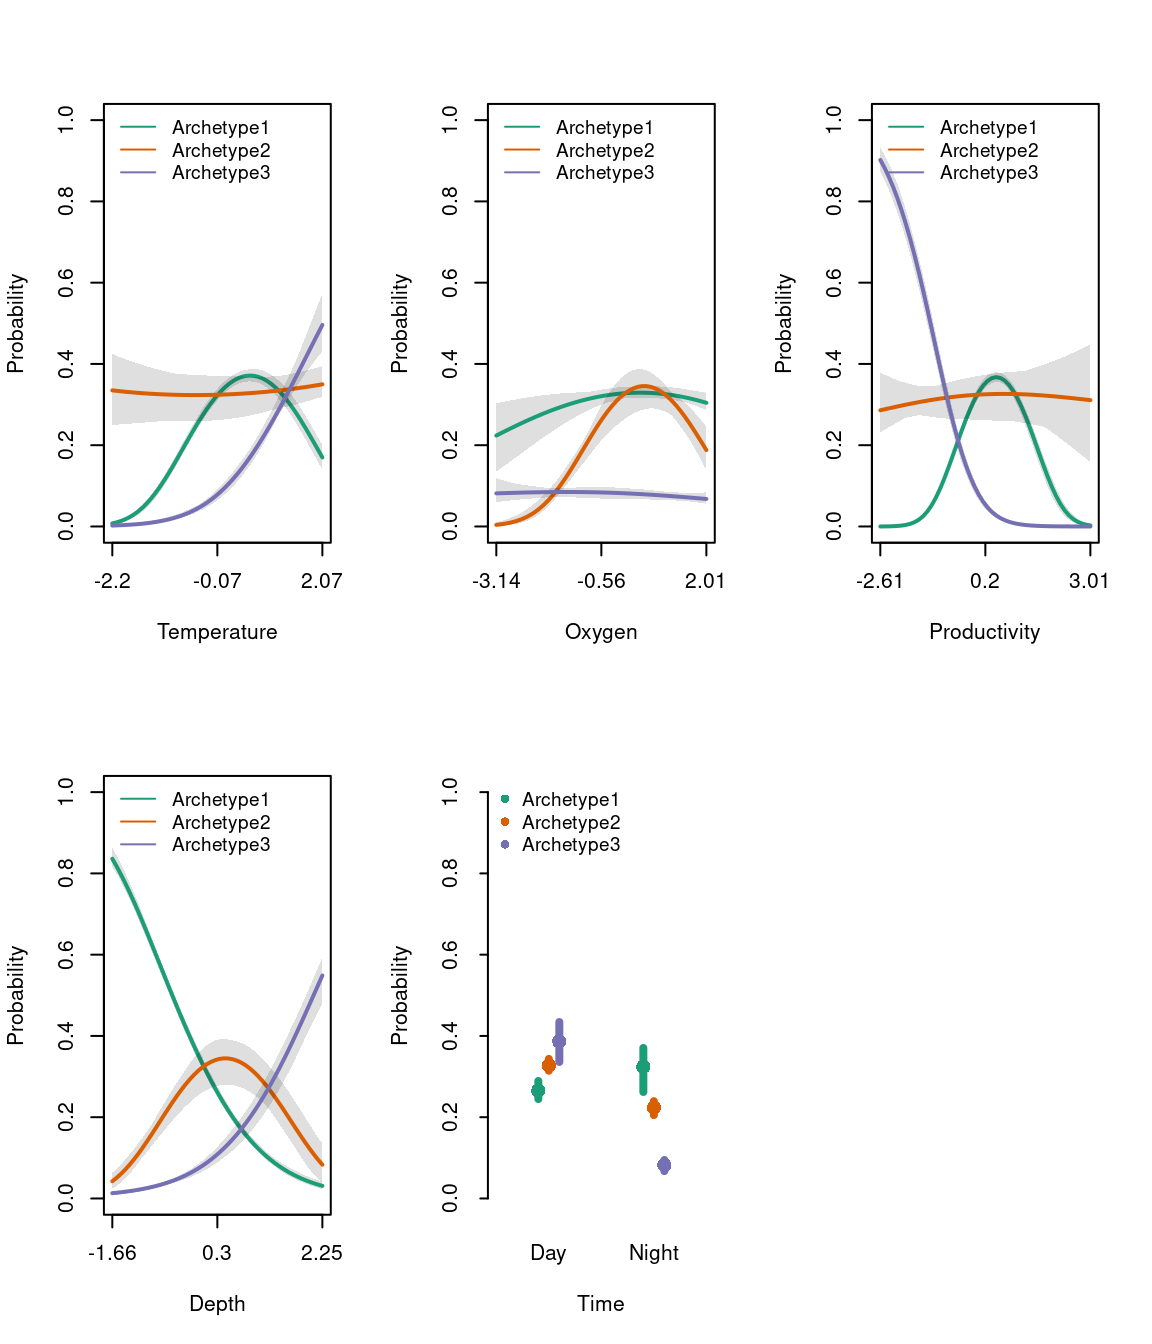 Probability
1.0
0.8
0.6
0.4
0.2
0.0
Archetype1
Archetype2
Archetype3
-2.2 -0.07 2.07
Temperature
Probability
1.0
0.8
0.6
0.4
0.2
0.0
Archetype1
Archetype2
Archetype3
-3.14 -0.56 2.01
Oxygen
Probability
1.0
0.8
0.6
0.4
0.2
0.0
Archetype1
Archetype2
Archetype3
-2.61 0.2 3.01
Productivity
Probability
1.0
0.8
0.6
0.4
0.2
0.0
Archetype1
Archetype2
Archetype3
-1.66 0.3 2.25
Depth
Probability
1.0
0.8
0.6
0.4
0.2
0.0
Archetype1
Archetype2
Archetype3
Day Night
Time